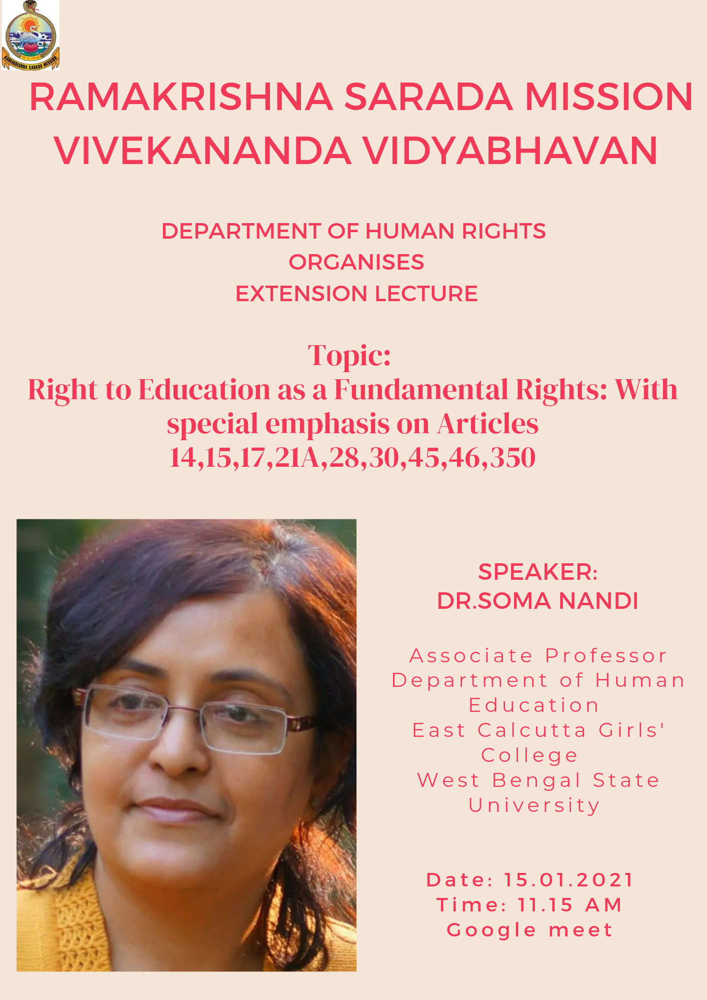 RAMAKRISHNA SARADA MISSION
RAMAKRISHNA SARADA MISSION
VIVEKANANDA VIDYABHAVAN
DEPARTMENT OF HUMAN RIGHTS
ORGANISES
EXTENSION LECTURE
Topic:
Right to Education as a Fundamental Rights: With
special emphasis on Articles
14,15,17,21A,28,30,45,46,350
SPEAKER:
DR.SOMA NANDI
Associate Professor
Department of Human
Education
East Calcutta Girls'
College
West Bengal State
University
Date: 15.01.2021
Time: 11.15 AM
Google meet